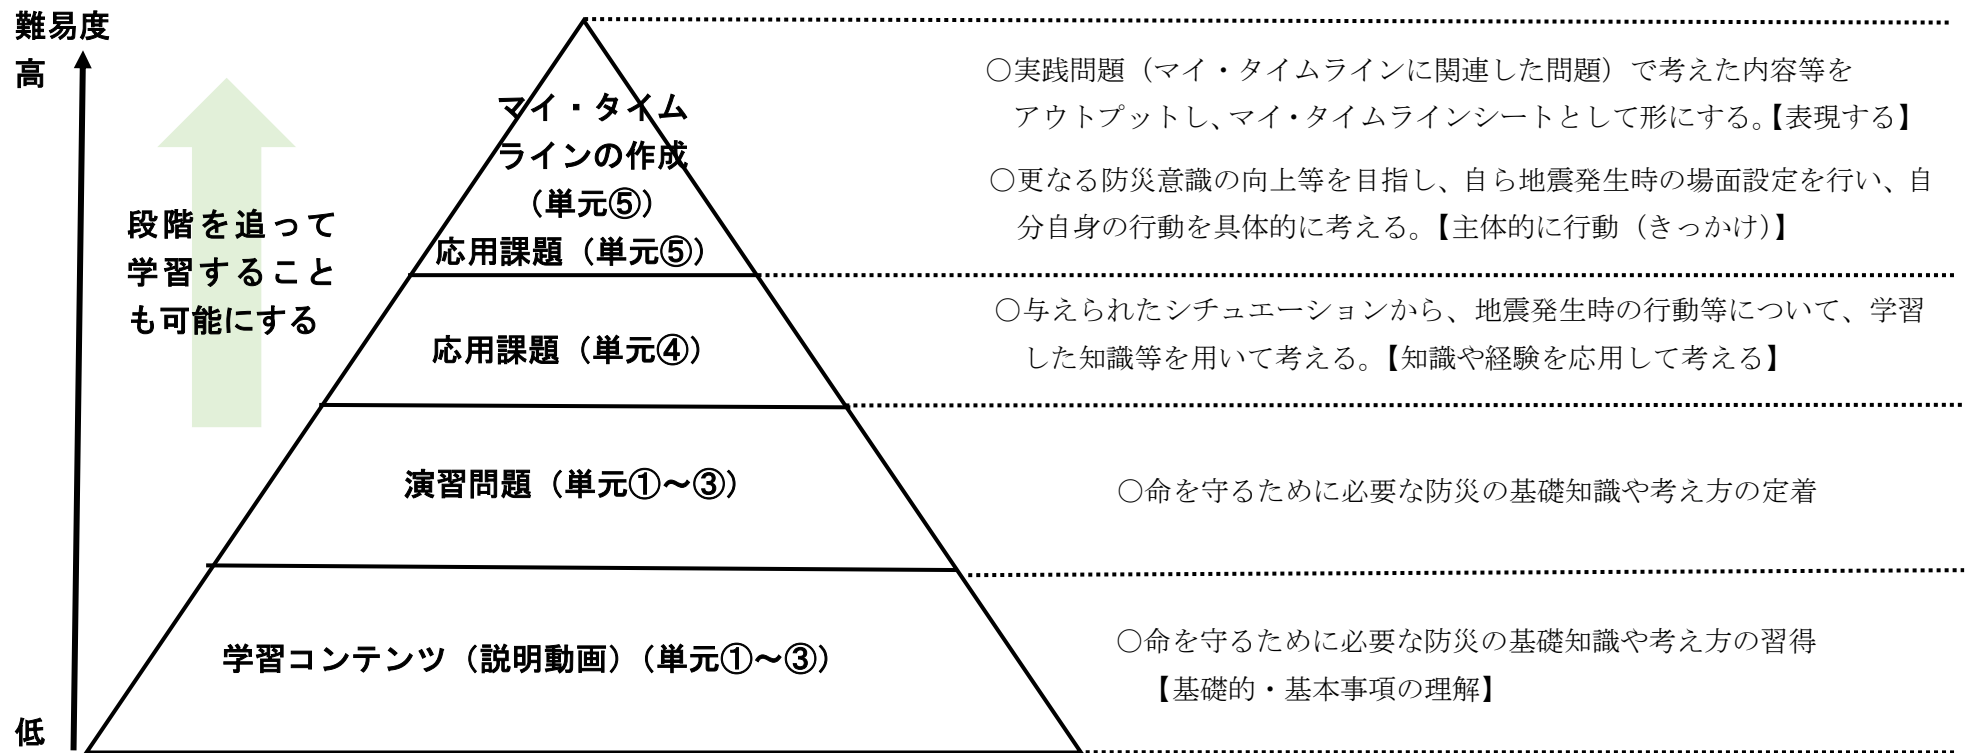 難易度
高
段階を追って
学習すること
も可能にする
低
マイ・タイム
ラインの作成
（単元⑤）
応用課題（単元⑤）
○実践問題（マイ・タイムラインに関連した問題）で考えた内容等を
アウトプットし、マイ・タイムラインシートとして形にする。【表現する】
○更なる防災意識の向上等を目指し、自ら地震発生時の場面設定を行い、自
分自身の行動を具体的に考える。【主体的に行動（きっかけ）】
応用課題（単元④）
○与えられたシチュエーションから、地震発生時の行動等について、学習
した知識等を用いて考える。【知識や経験を応用して考える】
演習問題（単元①～③）
○命を守るために必要な防災の基礎知識や考え方の定着
学習コンテンツ（説明動画）（単元①～③）
○命を守るために必要な防災の基礎知識や考え方の習得
【基礎的・基本事項の理解】